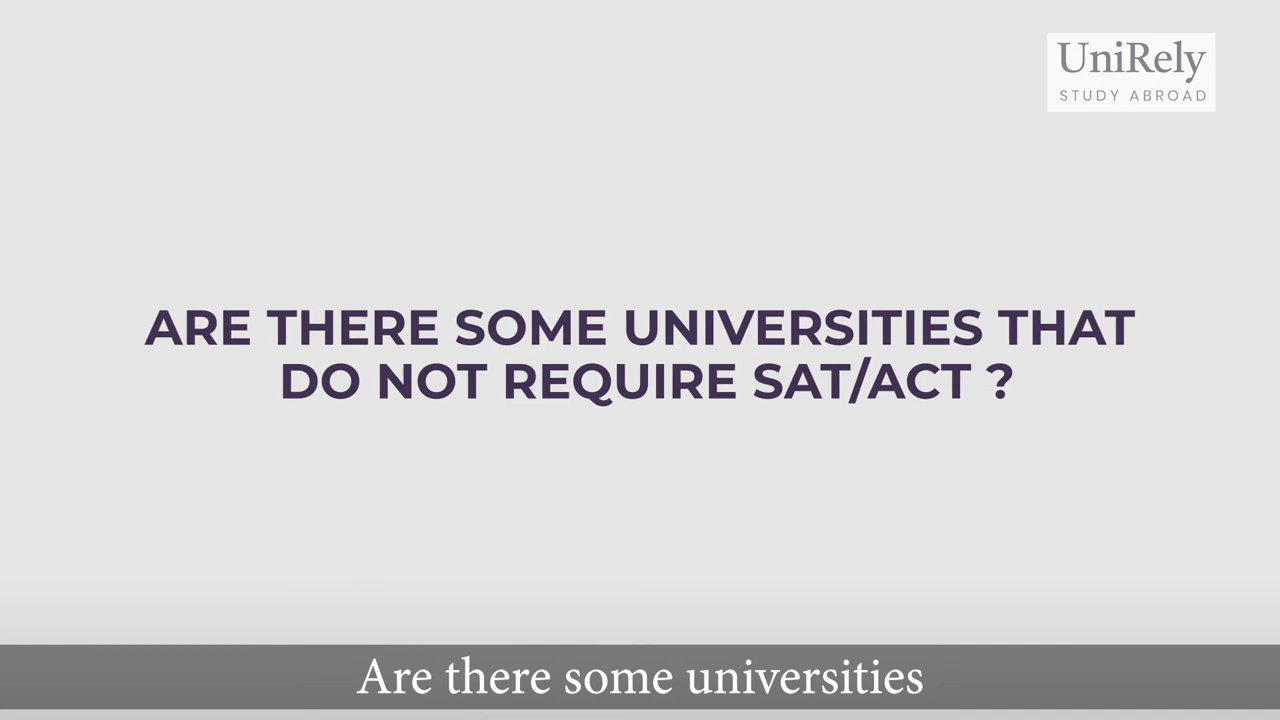 UniRely
STUDY ABROAD
ARE THERE SOME UNIVERSITIES THAT
DO NOT REQUIRE SAT/ACT ?
Are there some universities